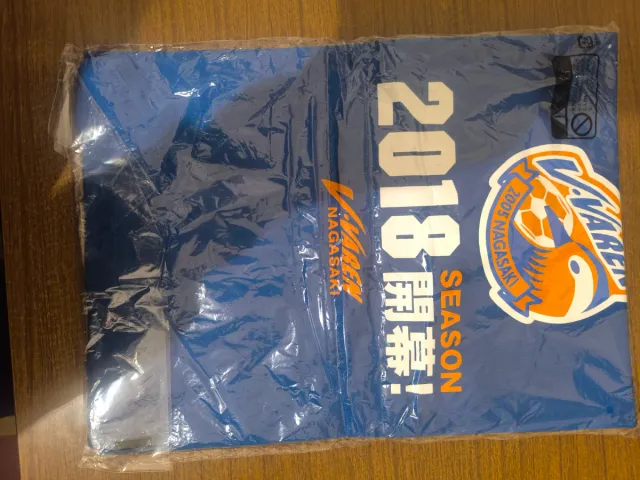 V·VAREN
2005 NAGASAKI
2018
SEASON
開幕!
V·VAREN
NAGASAKI